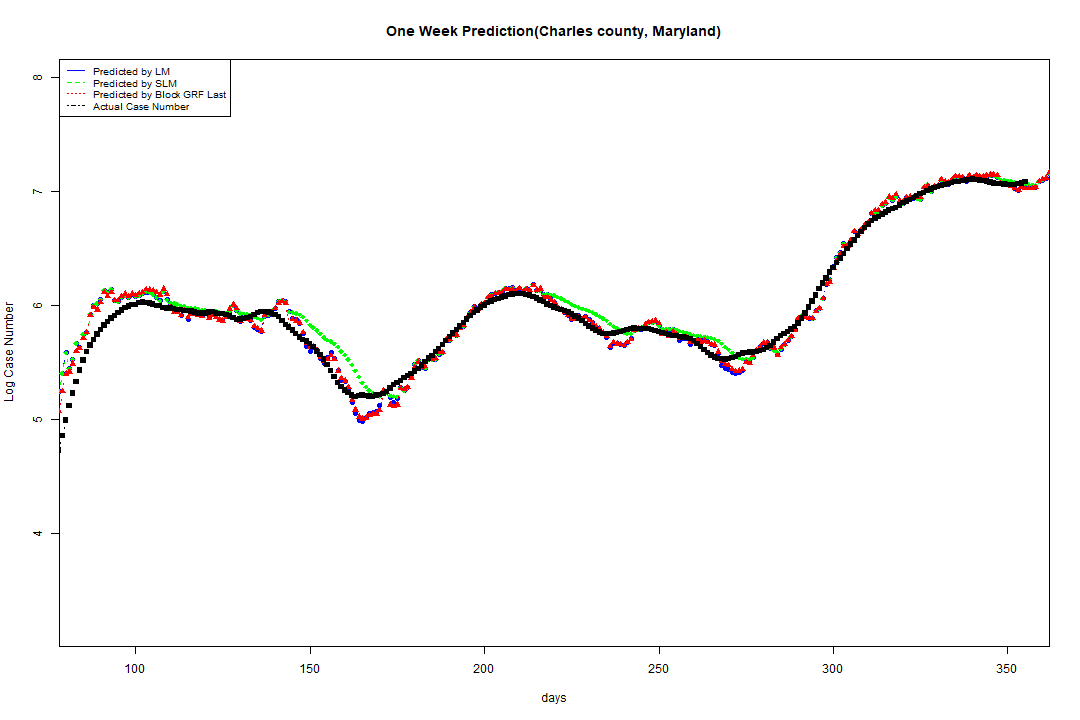 One Week Prediction(Charles county, Maryland)
Predicted by LM
Predicted by SLM
Predicted by Block GRF Last
Actual Case Number
8
7
6
5
4
Log Case Number
100 150 200 250 300 350
days